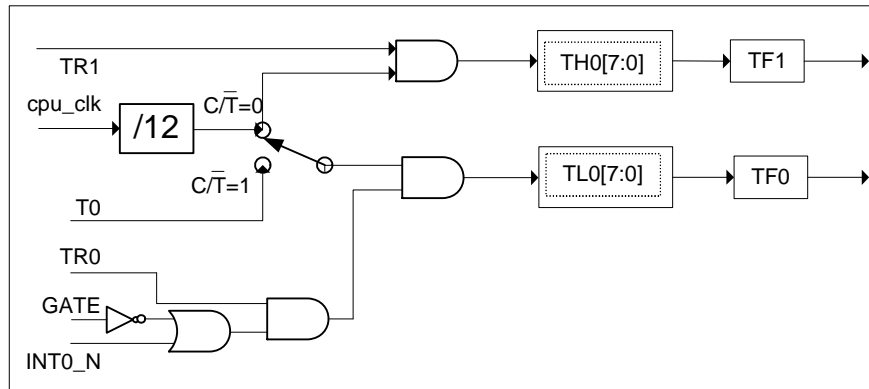 TR1
TH0[7:0]
TF1
cpu_clk
/12
C/T̅=0
C/T̅=1
TL0[7:0]
TF0
T0
TR0
GATE
INT0_N